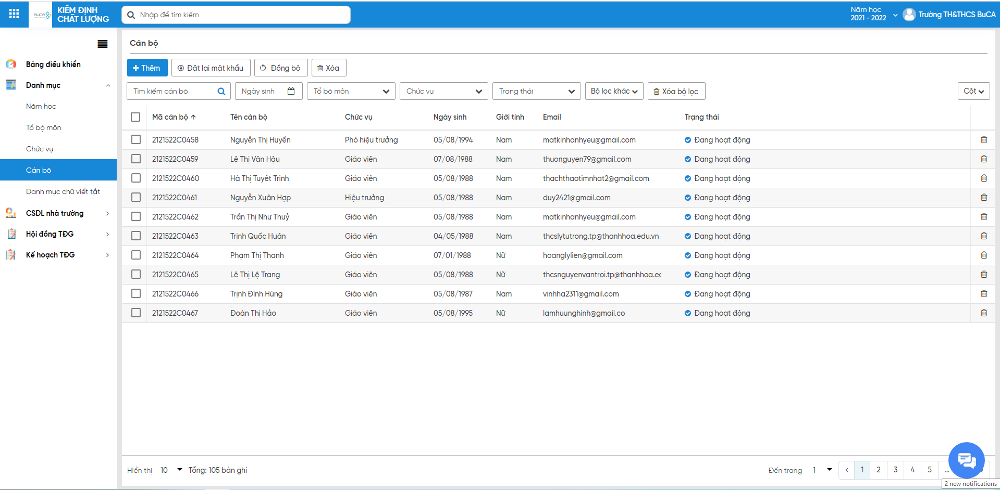 BUCA
KIỂM ĐỊNH
CHẤT LƯỢNG
Nhập để tìm kiếm
Năm học
2021 - 2022
Trường TH&THCS BuCA
Bảng điều khiển
Danh mục
Năm học
Tổ bộ môn
Chức vụ
Cán bộ
Danh mục chữ viết tắt
CSDL nhà trường
Hội đồng TĐG
Kế hoạch TĐG
Cán bộ
Thêm Đặt lại mật khẩu Đồng bộ Xóa
Tìm kiếm cán bộ Ngày sinh Tổ bộ môn Chức vụ Trạng thái Bộ lọc khác Xóa bộ lọc Cột
Mã cán bộ Tên cán bộ Chức vụ Ngày sinh Giới tính Email Trạng thái
2121522C0458 Nguyễn Thị Huyền Phó hiệu trưởng 05/08/1994 Nam matkinhanhyeu@gmail.com Đang hoạt động
2121522C0459 Lê Thị Vân Hậu Giáo viên 07/08/1988 Nam thuonguyen79@gmail.com Đang hoạt động
2121522C0460 Hà Thị Tuyết Trinh Giáo viên 05/08/1988 Nam thachthaotimnhat2@gmail.com Đang hoạt động
2121522C0461 Nguyễn Xuân Hợp Hiệu trưởng 05/08/1988 Nam duy2421@gmail.com Đang hoạt động
2121522C0462 Trần Thị Như Thuỷ Giáo viên 05/08/1988 Nam matkinhanhyeu@gmail.com Đang hoạt động
2121522C0463 Trịnh Quốc Huân Giáo viên 04/05/1988 Nam thcslytutrong.tp@thanhhoa.edu.vn Đang hoạt động
2121522C0464 Phạm Thị Thanh Giáo viên 07/01/1988 Nữ hoanglylien@gmail.com Đang hoạt động
2121522C0465 Lê Thị Lệ Trang Giáo viên 05/08/1988 Nữ thcsnguyenvantroi.tp@thanhhoa.ec Đang hoạt động
2121522C0466 Trịnh Đình Hùng Giáo viên 05/08/1987 Nam vinhha2311@gmail.com Đang hoạt động
2121522C0467 Đoàn Thị Hảo Giáo viên 05/08/1995 Nữ lamhuunghinh@gmail.co Đang hoạt động
Hiển thị 10 Tổng: 105 bản ghi Đến trang 1 1 2 3 4 5 ...
2 new notifications